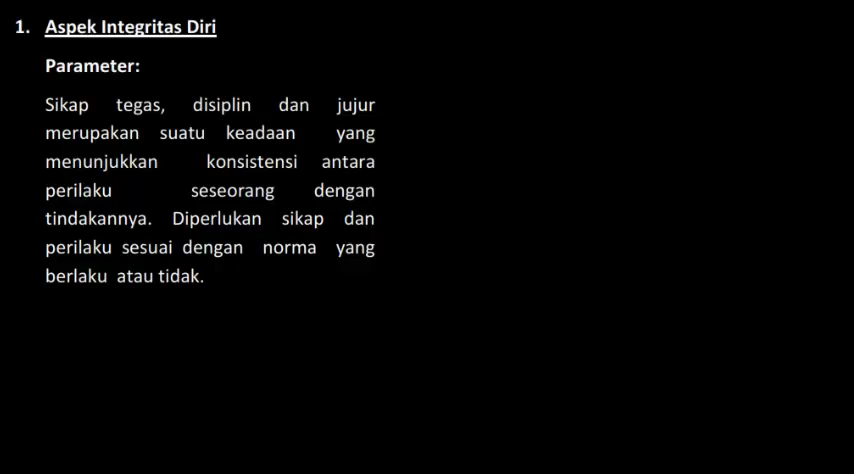 1. Aspek Integritas Diri
Parameter:
Sikap tegas, disiplin dan jujur
merupakan suatu keadaan yang
menunjukkan konsistensi antara
perilaku seseorang dengan
tindakannya. Diperlukan sikap dan
perilaku sesuai dengan norma yang
berlaku atau tidak.